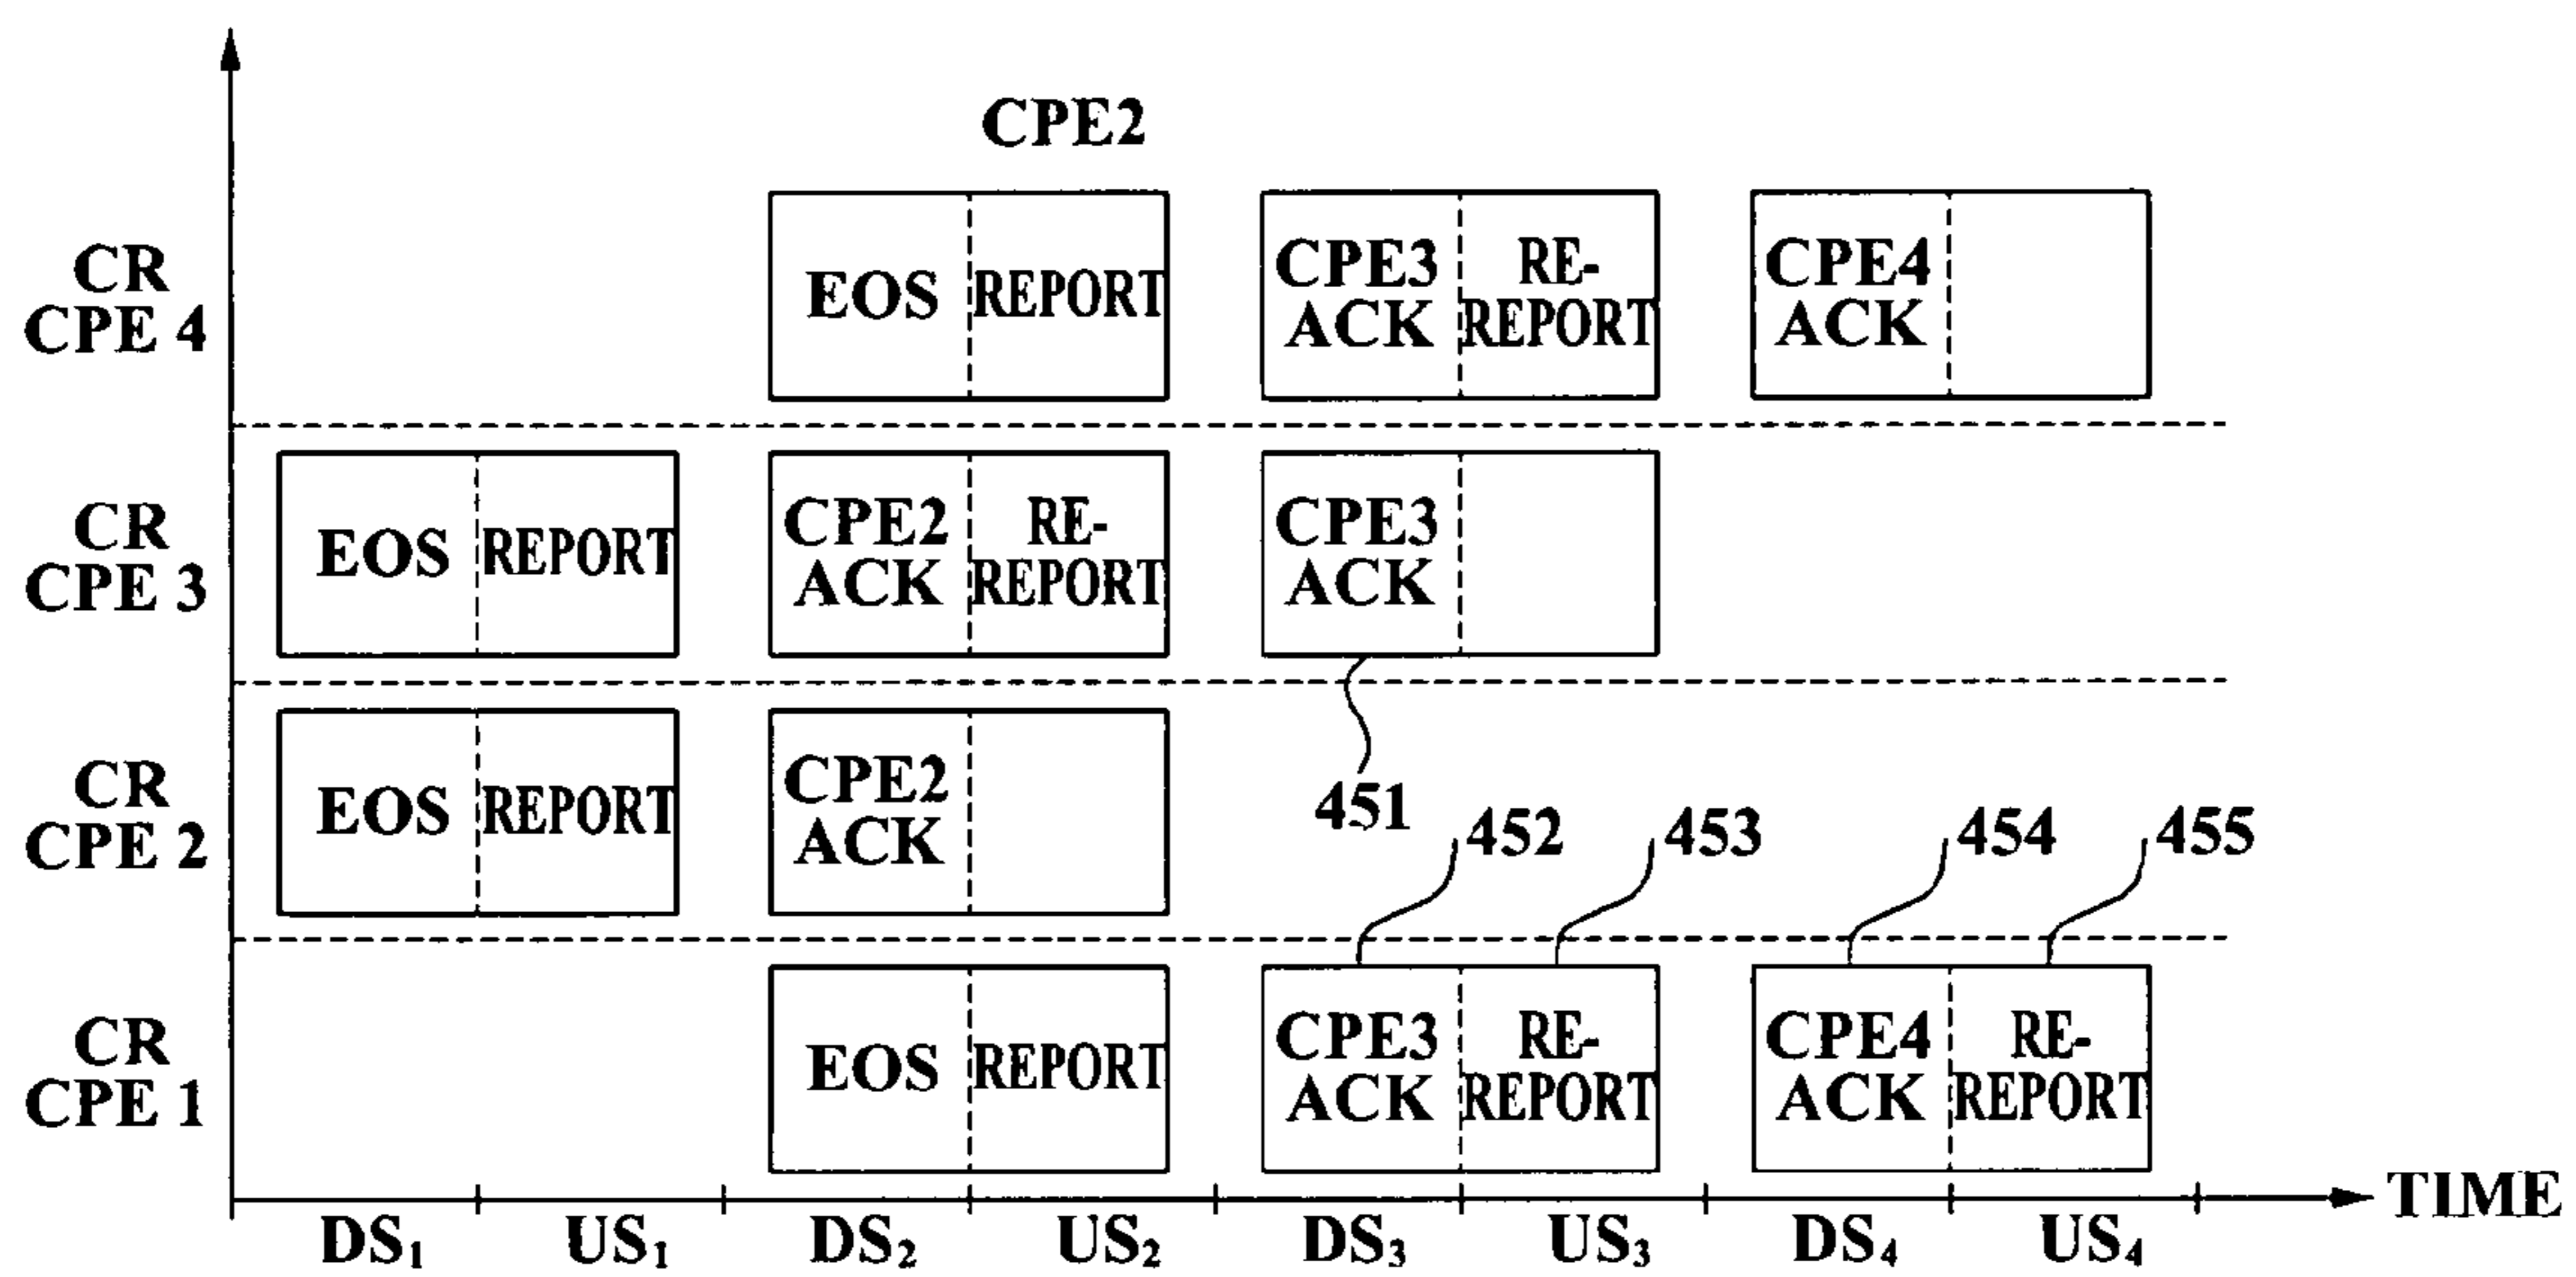 CPE2
CR
CPE 4
EOS
REPORT
CPE3
ACK
RE-
REPORT
CPE4
ACK
CR
CPE 3
EOS
REPORT
CPE2
ACK
RE-
REPORT
CPE3
ACK
451
CR
CPE 2
EOS
REPORT
CPE2
ACK
452
453
454
455
CR
CPE 1
EOS
REPORT
CPE3
ACK
RE-
REPORT
CPE4
ACK
RE-
REPORT
TIME
DS₁
US₁
DS₂
US₂
DS₃
US₃
DS₄
US₄